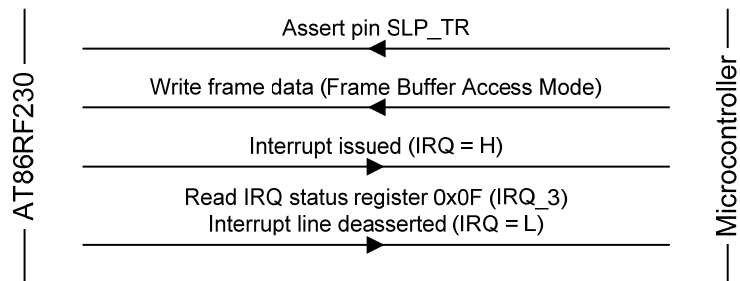 Assert pin SLP_TR
Write frame data (Frame Buffer Access Mode)
Interrupt issued (IRQ = H)
Read IRQ status register 0x0F (IRQ_3)
Interrupt line deasserted (IRQ = L)
AT86RF230
Microcontroller